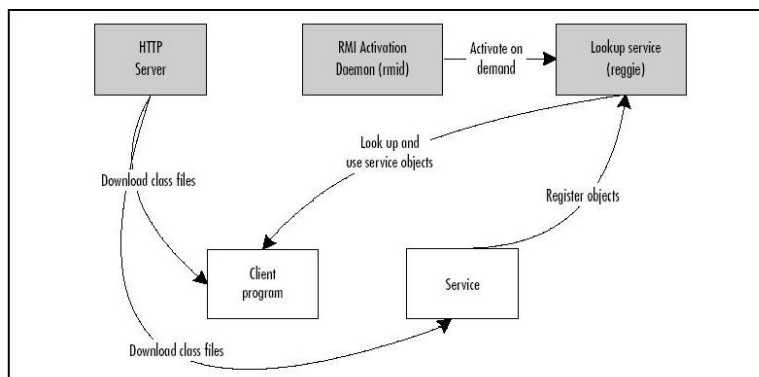 HTTP
Server
RMI Activation
Daemon (rmid)
Activate on
demand
Lookup service
(reggie)
Look up and
use service objects
Download class files
Register objects
Client
program
Service
Download class files